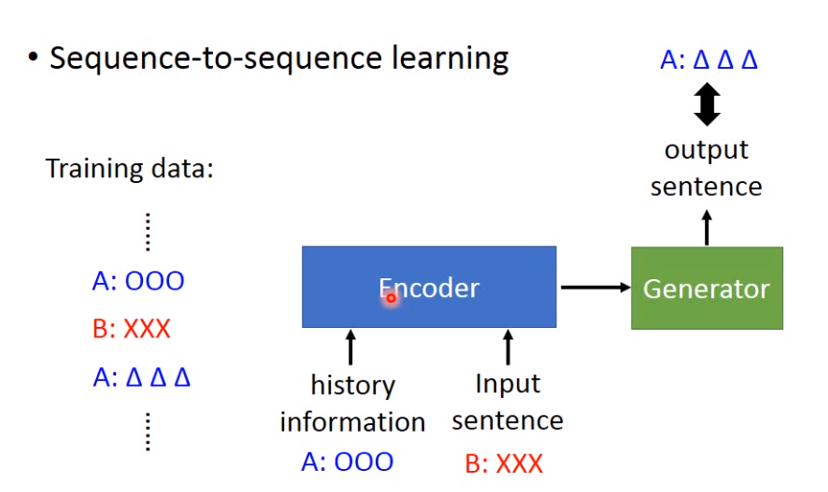 • Sequence-to-sequence learning
A: Δ Δ Δ
output
sentence
Training data:
A: OOO
B: XXX
A: Δ Δ Δ
Encoder
Generator
history
information
A: OOO
Input
sentence
B: XXX